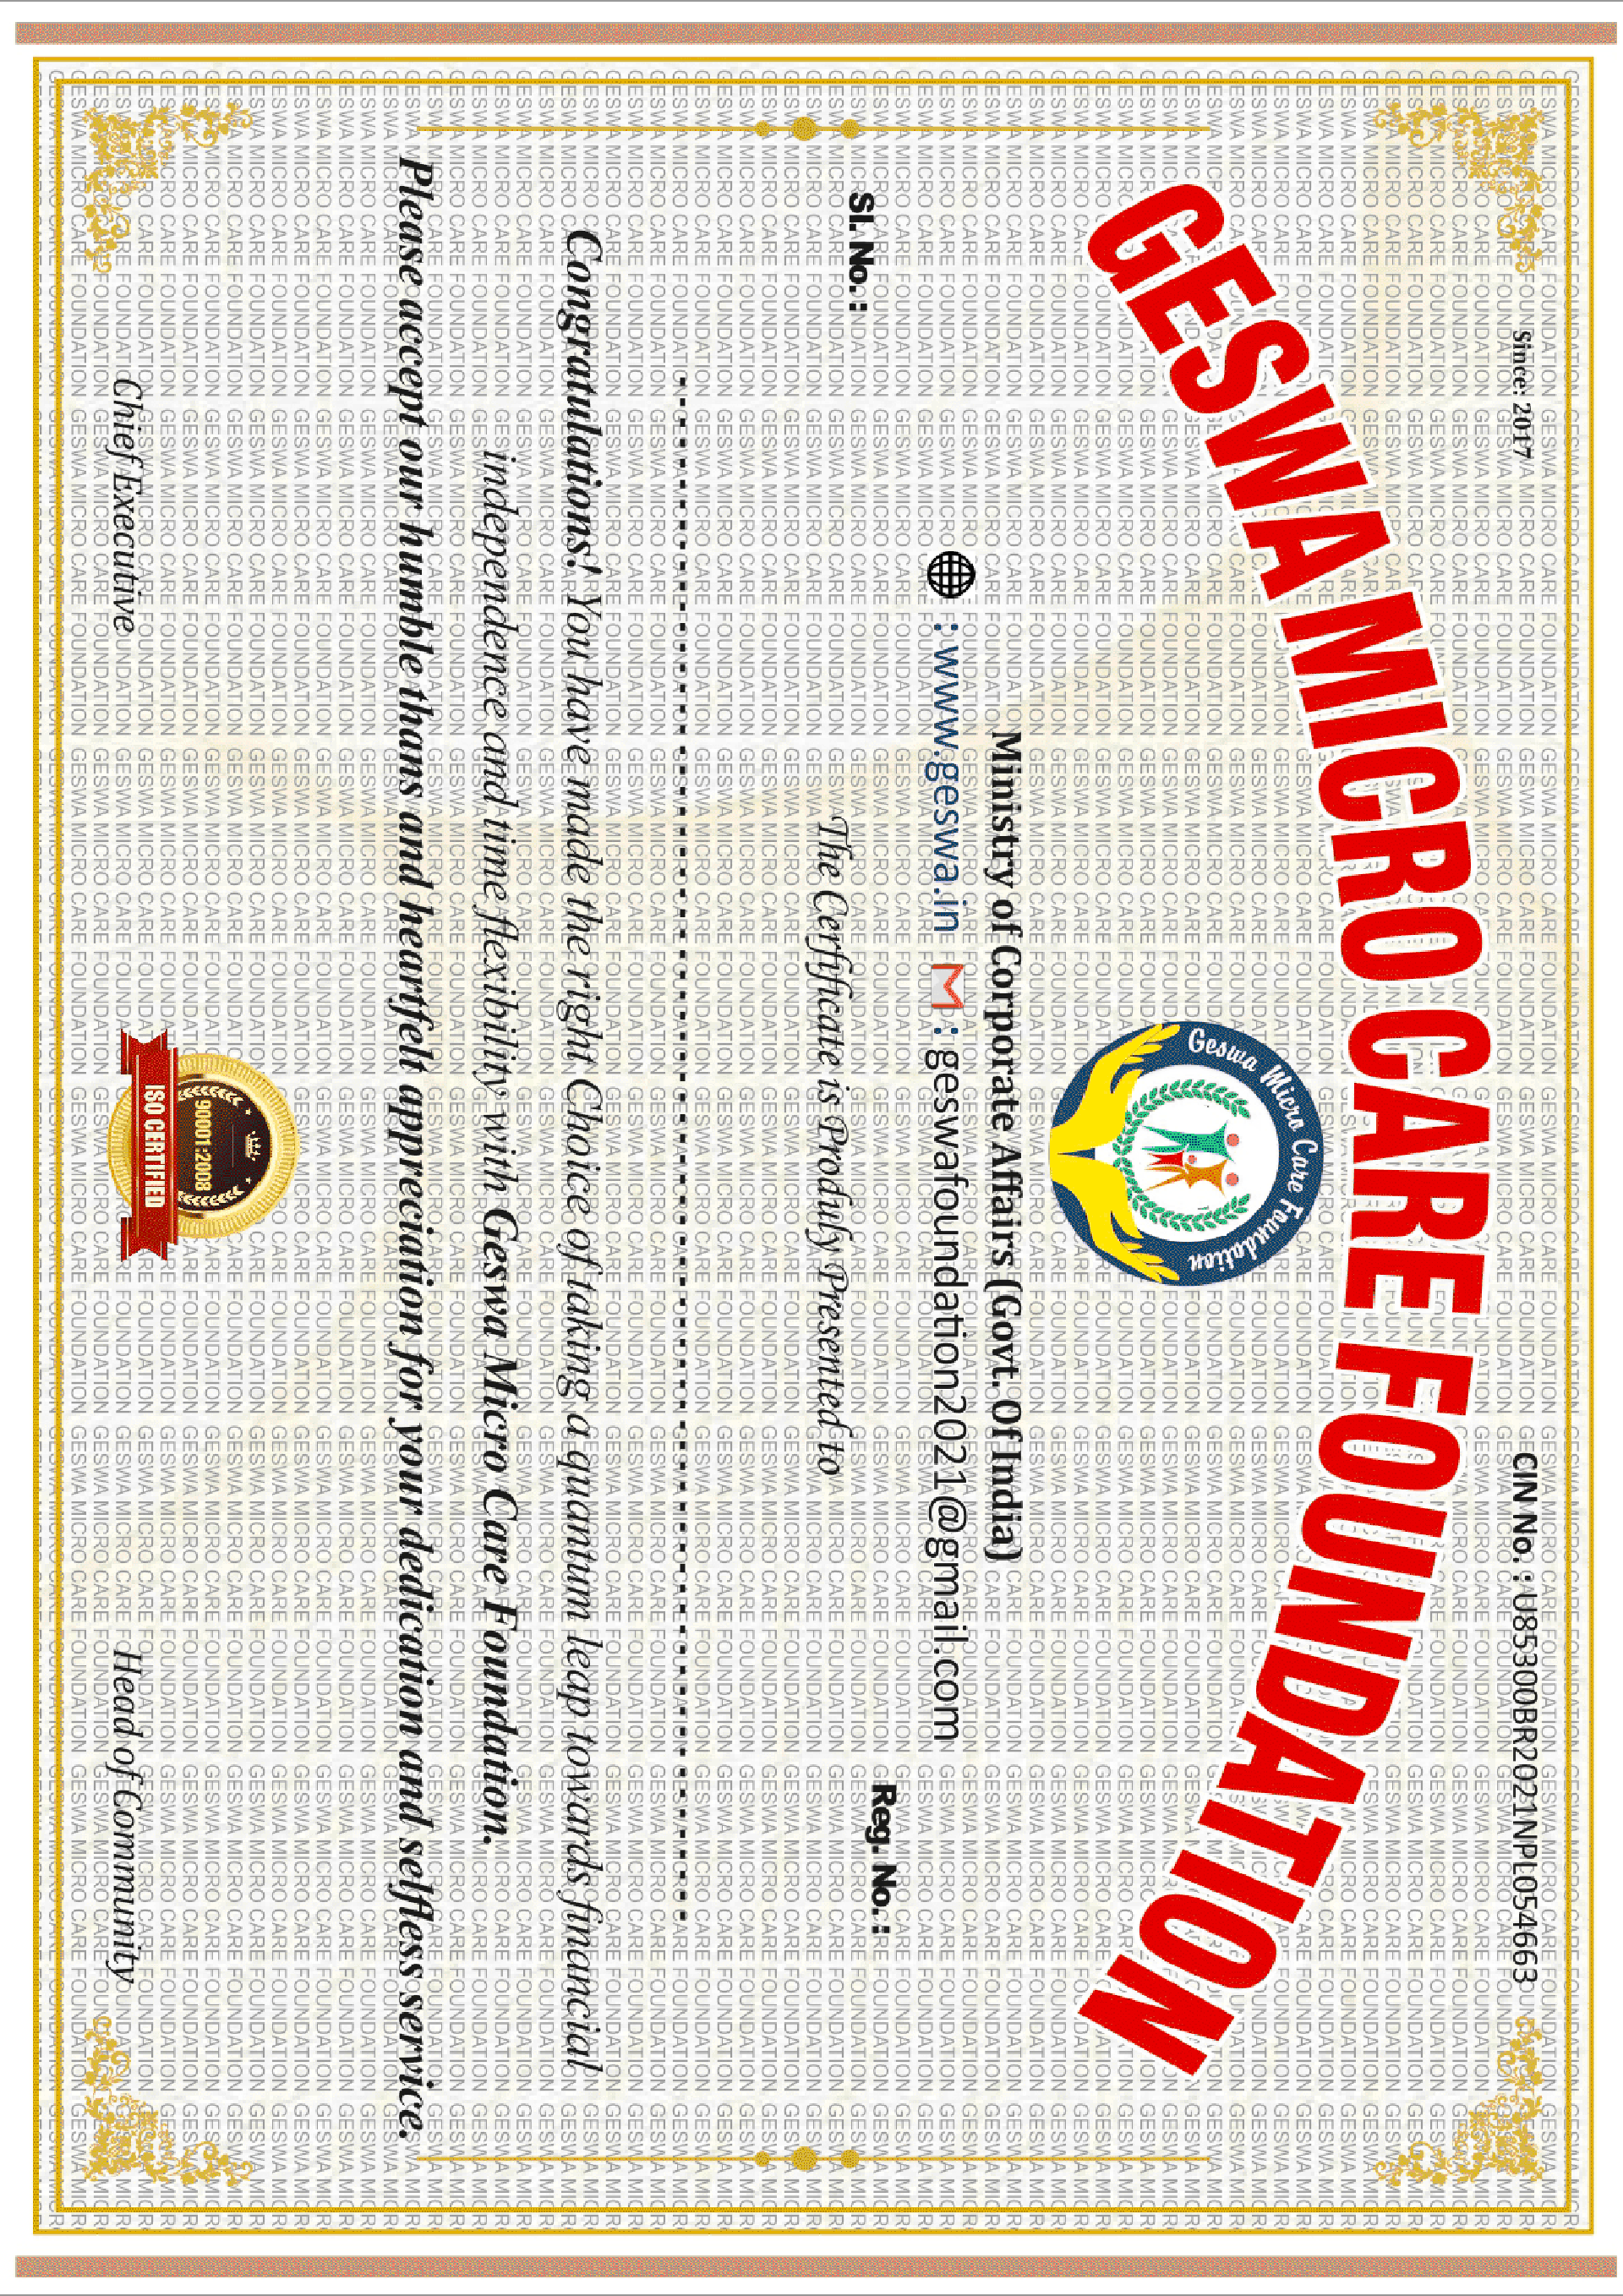 Since: 2017
CIN No. : U85300BR2021NPL054663
GESWA MICRO CARE FOUNDATION
Geswa Micro Care Foundation
Ministry of Corporate Affairs (Govt. Of India)
: www.geswa.in : geswafoundation2021@gmail.com
Sl. No. :
Reg. No. :
The Cerfificate is Produly Presented to
Congratulations! You have made the right Choice of taking a quantum leap towards financial
independence and time flexibility with Geswa Micro Care Foundation.
Please accept our humble thans and heartfelt appreciation for your dedication and selfless service.
90001:2008
ISO CERTIFIED
Chief Executive
Head of Community